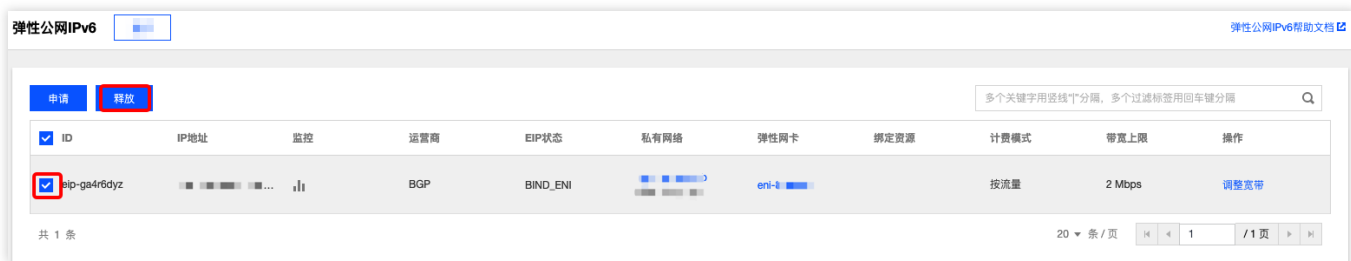 弹性公网IPv6 弹性公网IPv6帮助文档
申请 释放 多个关键字用竖线"|"分隔，多个过滤标签用回车键分隔
ID IP地址 监控 运营商 EIP状态 私有网络 弹性网卡 绑定资源 计费模式 带宽上限 操作
eip-ga4r6dyz ... BGP BIND_ENI eni- 按流量 2 Mbps 调整宽带
共 1 条 20 条 / 页 1 / 1 页